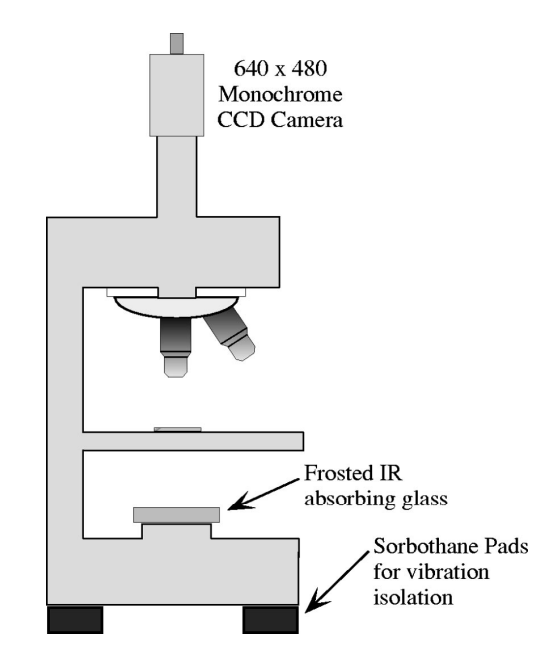 640 x 480
Monochrome
CCD Camera
Frosted IR
absorbing glass
Sorbothane Pads
for vibration
isolation